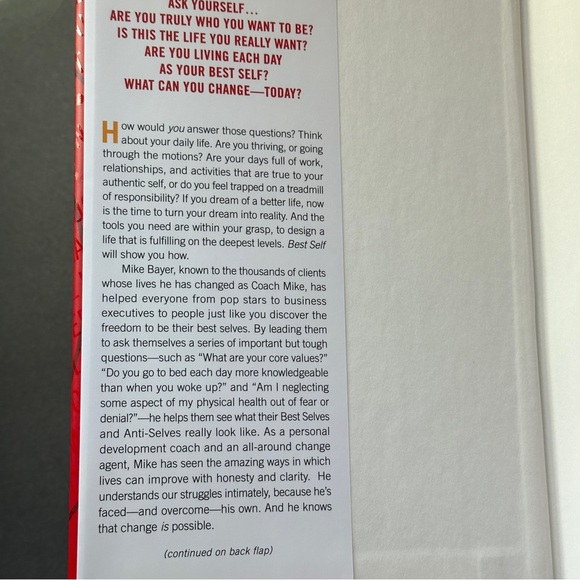 ASK YOURSELF...
ARE YOU TRULY WHO YOU WANT TO BE?
IS THIS THE LIFE YOU REALLY WANT?
ARE YOU LIVING EACH DAY
AS YOUR BEST SELF?
WHAT CAN YOU CHANGE—TODAY?
How would you answer those questions? Think
about your daily life. Are you thriving, or going
through the motions? Are your days full of work,
relationships, and activities that are true to your
authentic self, or do you feel trapped on a treadmill
of responsibility? If you dream of a better life, now
is the time to turn your dream into reality. And the
tools you need are within your grasp, to design a
life that is fulfilling on the deepest levels. Best Self
will show you how.
Mike Bayer, known to the thousands of clients
whose lives he has changed as Coach Mike, has
helped everyone from pop stars to business
executives to people just like you discover the
freedom to be their best selves. By leading them
to ask themselves a series of important but tough
questions—such as “What are your core values?”
“Do you go to bed each day more knowledgeable
than when you woke up?” and “Am I neglecting
some aspect of my physical health out of fear or
denial?”—he helps them see what their Best Selves
and Anti-Selves really look like. As a personal
development coach and an all-around change
agent, Mike has seen the amazing ways in which
lives can improve with honesty and clarity. He
understands our struggles intimately, because he’s
faced—and overcome—his own. And he knows
that change is possible.
(continued on back flap)